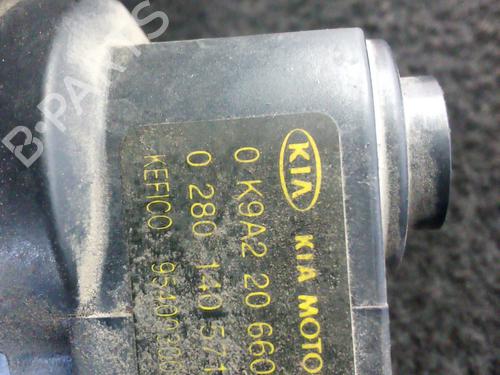 KIA KIA MOTO
0 K9A2 20 660
0 280 140 571
KEFICO
B-PARTS